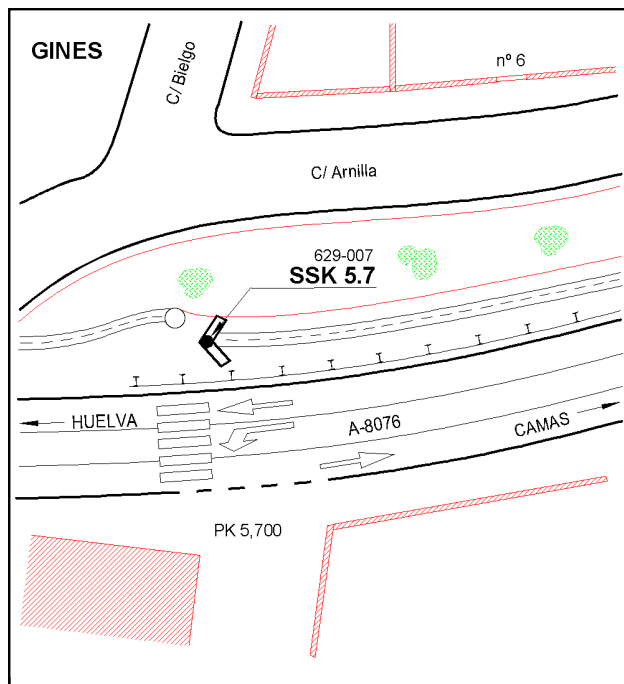 GINES
C/ Bielgo
nº 6
C/ Arnilla
629-007
SSK 5.7
HUELVA
A-8076
CAMAS
PK 5,700